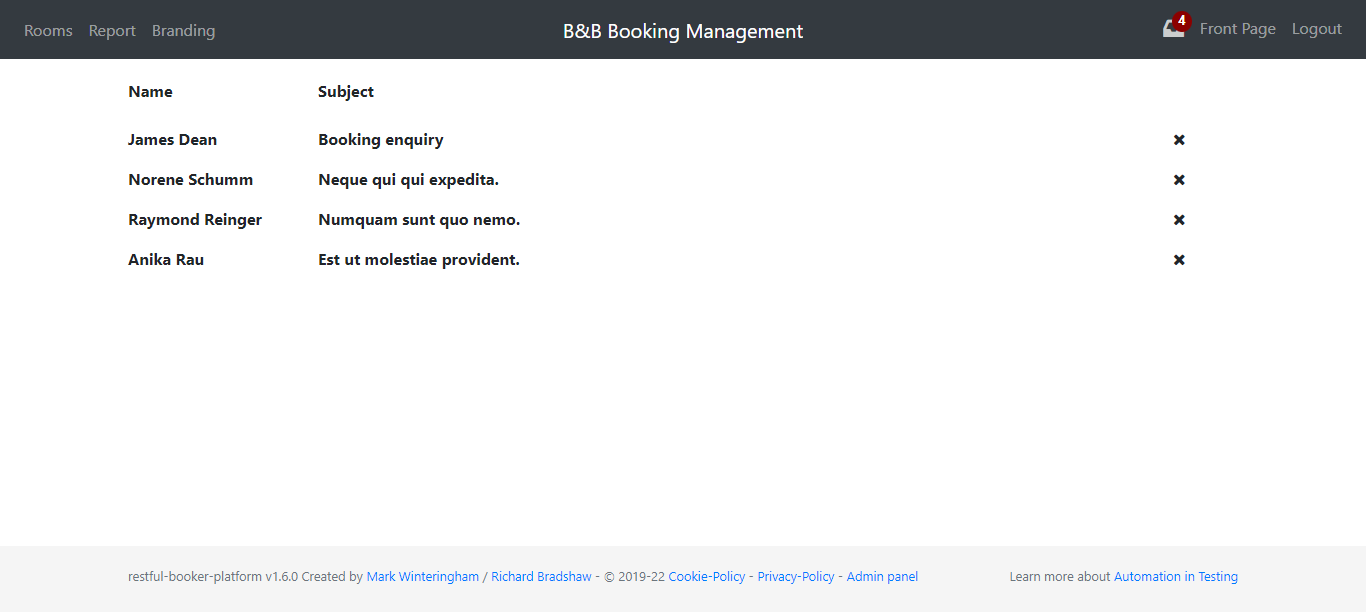 Rooms Report Branding B&B Booking Management 4 Front Page Logout
Name Subject
James Dean Booking enquiry
Norene Schumm Neque qui qui expedita.
Raymond Reinger Numquam sunt quo nemo.
Anika Rau Est ut molestiae provident.
restful-booker-platform v1.6.0 Created by Mark Winteringham / Richard Bradshaw - © 2019-22 Cookie-Policy - Privacy-Policy - Admin panel Learn more about Automation in Testing